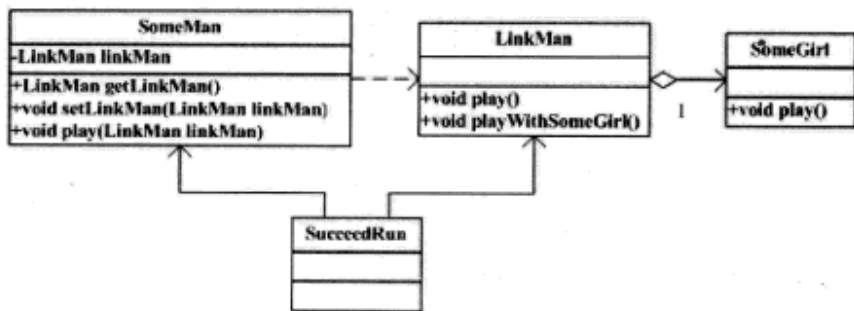 SomeMan
-LinkMan linkMan
+LinkMan getLinkMan()
+void setLinkMan(LinkMan linkMan)
+void play(LinkMan linkMan)
LinkMan
+void play()
+void playWithSomeGirl()
1
SomeGirl
+void play()
SucceedRun